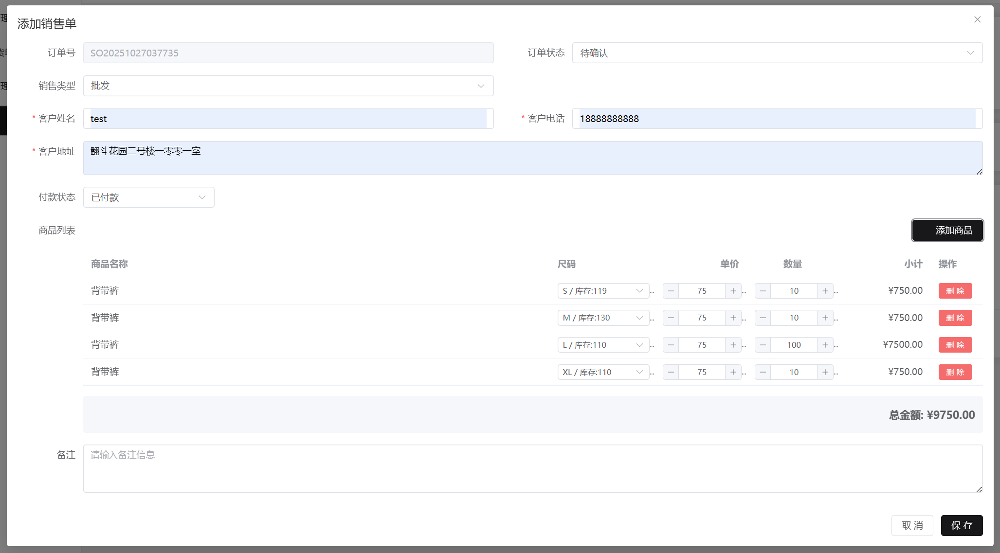 添加销售单
订单号 SO20251027037735 订单状态 待确认
销售类型 批发
* 客户姓名 test * 客户电话 18888888888
* 客户地址 翻斗花园二号楼一零零一室
付款状态 已付款
商品列表 添加商品
商品名称 尺码 单价 数量 小计 操作
背带裤 S / 库存:119 .. − 75 + .. − 10 + .. ¥750.00 删 除
背带裤 M / 库存:130 .. − 75 + .. − 10 + .. ¥750.00 删 除
背带裤 L / 库存:110 .. − 75 + .. − 100 + .. ¥7500.00 删 除
背带裤 XL / 库存:110 .. − 75 + .. − 10 + .. ¥750.00 删 除
总金额: ¥9750.00
备注 请输入备注信息
取 消 保 存